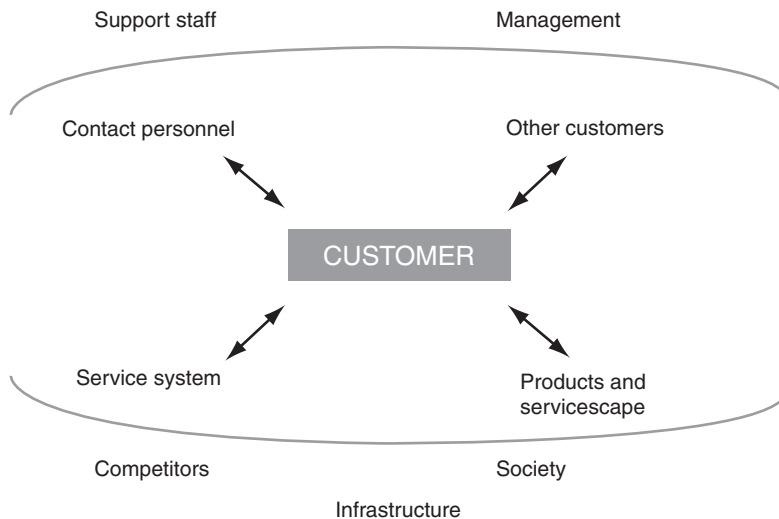 Support staff
Management
Contact personnel
Other customers
CUSTOMER
Service system
Products and
servicescape
Competitors
Society
Infrastructure